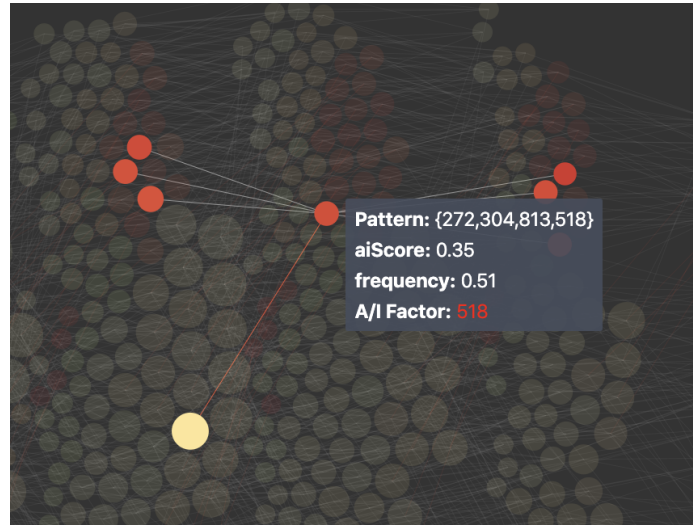 Pattern: {272,304,813,518}
aiScore: 0.35
frequency: 0.51
A/I Factor: 518